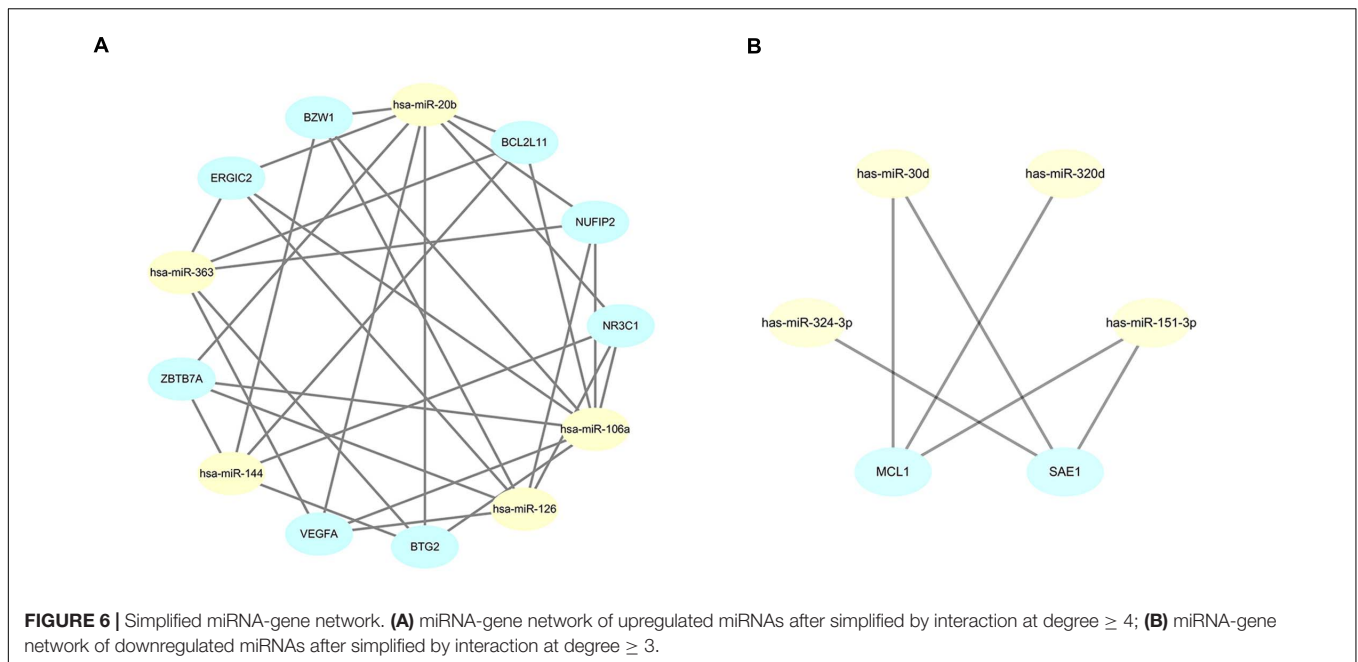 A
B
hsa-miR-20b
BZW1
BCL2L11
ERGIC2
NUFIP2
hsa-miR-363
NR3C1
ZBTB7A
hsa-miR-106a
hsa-miR-144
hsa-miR-126
VEGFA
BTG2
has-miR-30d
has-miR-320d
has-miR-324-3p
has-miR-151-3p
MCL1
SAE1
FIGURE 6 | Simplified miRNA-gene network. (A) miRNA-gene network of upregulated miRNAs after simplified by interaction at degree ≥ 4; (B) miRNA-gene
network of downregulated miRNAs after simplified by interaction at degree ≥ 3.